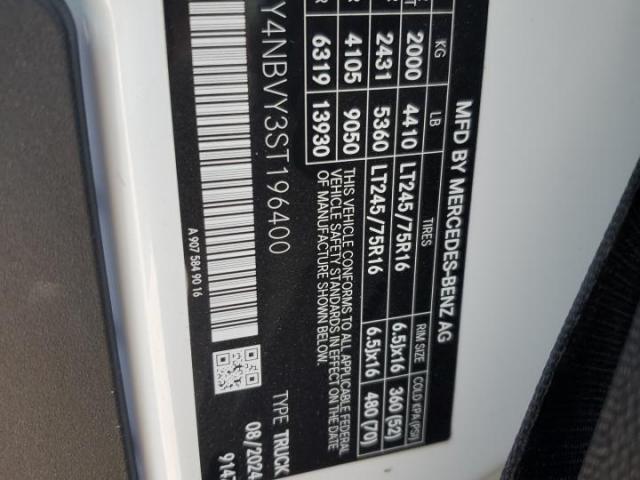 MFD BY MERCEDES-BENZ AG
KG LB TIRES RIM SIZE COLD KPA (PSI)
2000 4410 LT245/75R16 6.5Jx16 360 (52)
2431 5360 LT245/75R16 6.5Jx16 480 (70)
4105 9050 THIS VEHICLE CONFORMS TO ALL APPLICABLE FEDERAL
VEHICLE SAFETY STANDARDS IN EFFECT ON THE DATE
6319 13930 OF MANUFACTURE SHOWN ABOVE.
Y4NBVY3ST196400 TYPE TRUCK
08/2024
A 907 584 90 16 9147